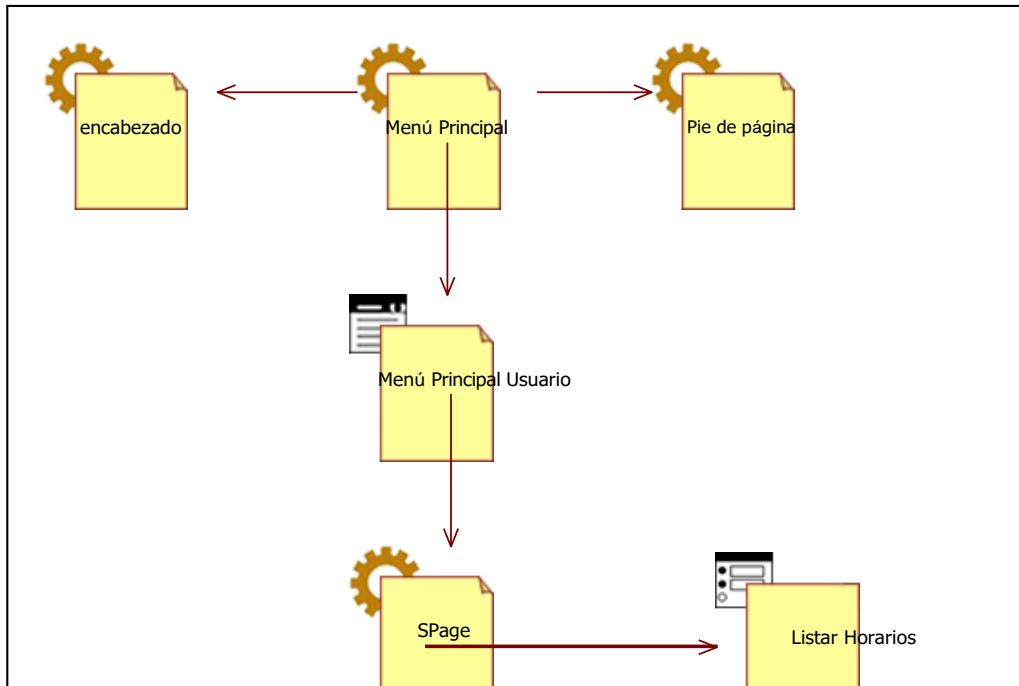 encabezado
Menú Principal
Pie de página
Menú Principal Usuario
SPage
Listar Horarios